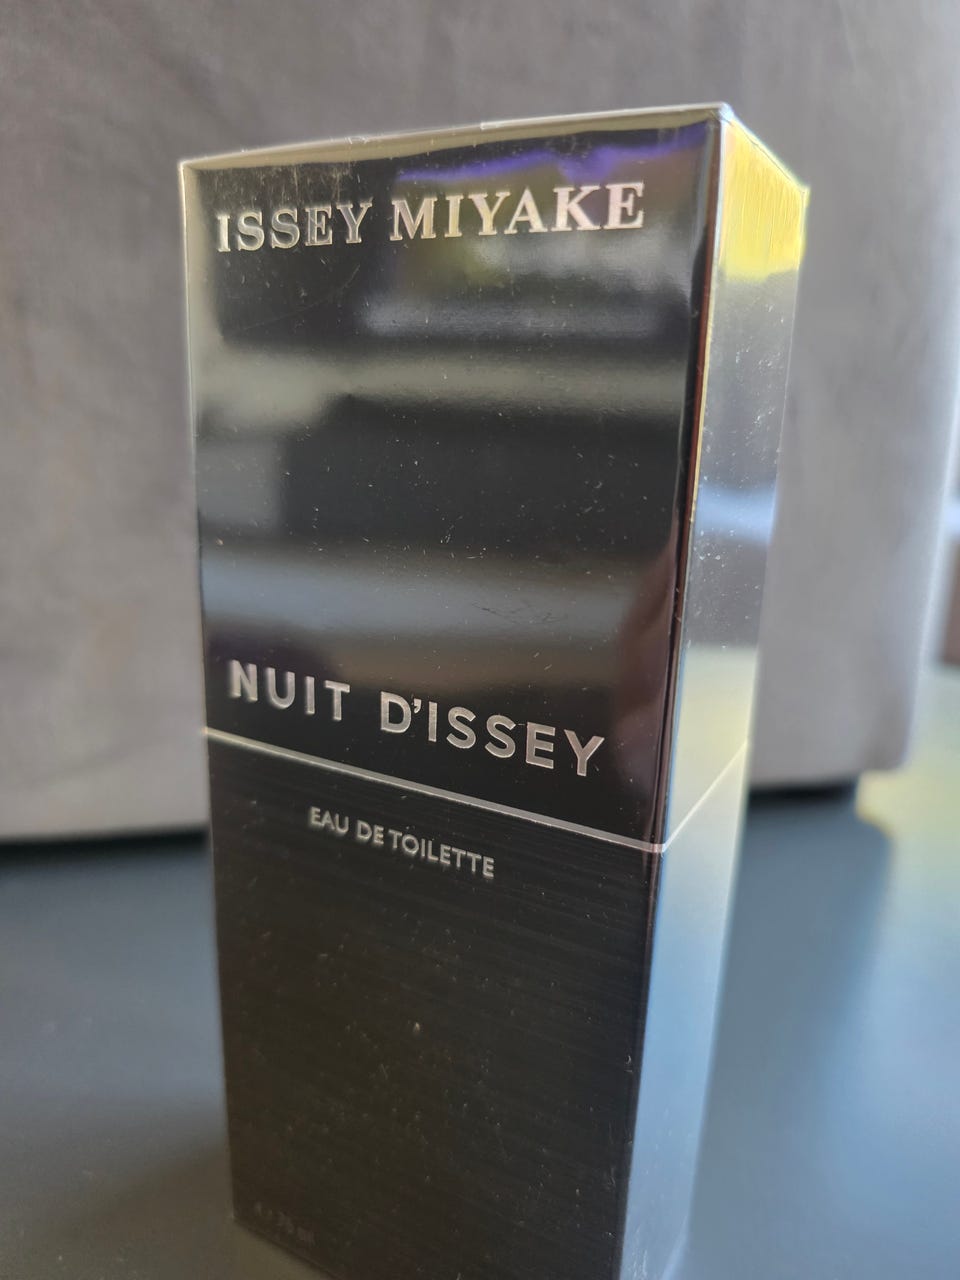 ISSEY MIYAKE
NUIT D'ISSEY
EAU DE TOILETTE